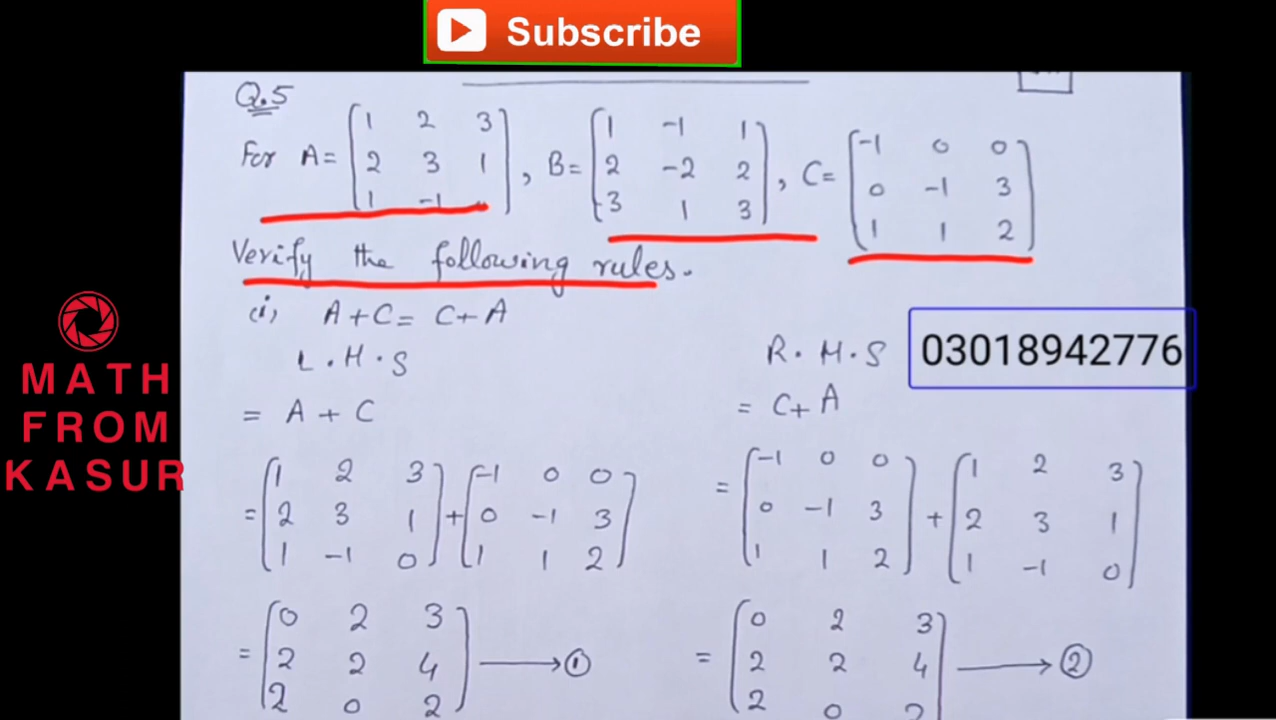 Subscribe
Q.5
For A= [1 2 3
2 3 1
1 -1], B= [1 -1 1
2 -2 2
3 1 3], C= [-1 0 0
0 -1 3
1 1 2]
Verify the following rules.
(i) A+C= C+A
L.H.S
= A + C
= [1 2 3
2 3 1
1 -1 0] + [-1 0 0
0 -1 3
1 1 2]
= [0 2 3
2 2 4
2 0 2] → ①
R.H.S
= C+A
= [-1 0 0
0 -1 3
1 1 2] + [1 2 3
2 3 1
1 -1 0]
= [0 2 3
2 2 4
2 0 2] → ②
03018942776
MATH
FROM
KASUR